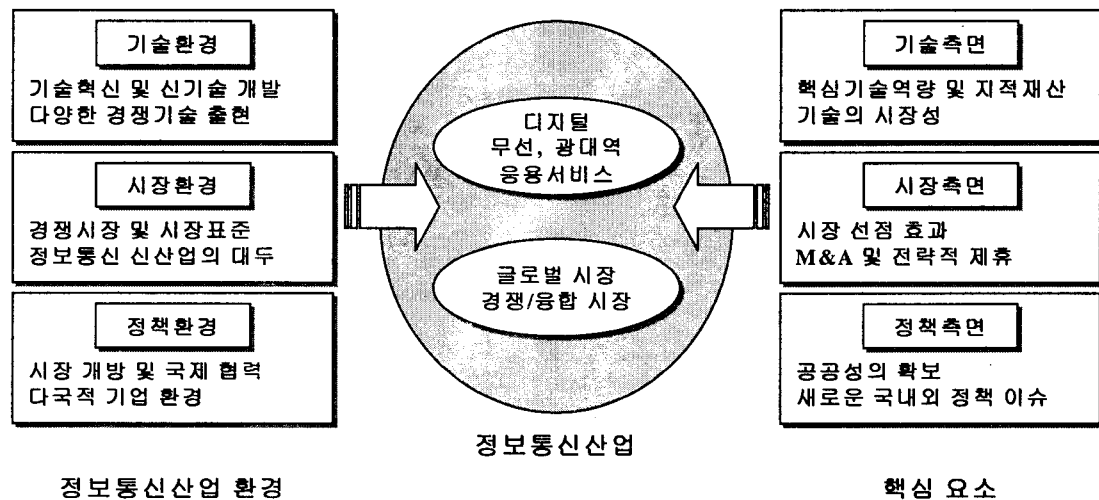 기술환경
기술혁신 및 신기술 개발
다양한 경쟁기술 출현
시장환경
경쟁시장 및 시장표준
정보통신 신산업의 대두
정책환경
시장 개방 및 국제 협력
다국적 기업 환경
정보통신산업 환경
디지털
무선, 광대역
응용서비스
글로벌 시장
경쟁/융합 시장
정보통신산업
기술측면
핵심기술역량 및 지적재산
기술의 시장성
시장측면
시장 선점 효과
M&A 및 전략적 제휴
정책측면
공공성의 확보
새로운 국내외 정책 이슈
핵심 요소